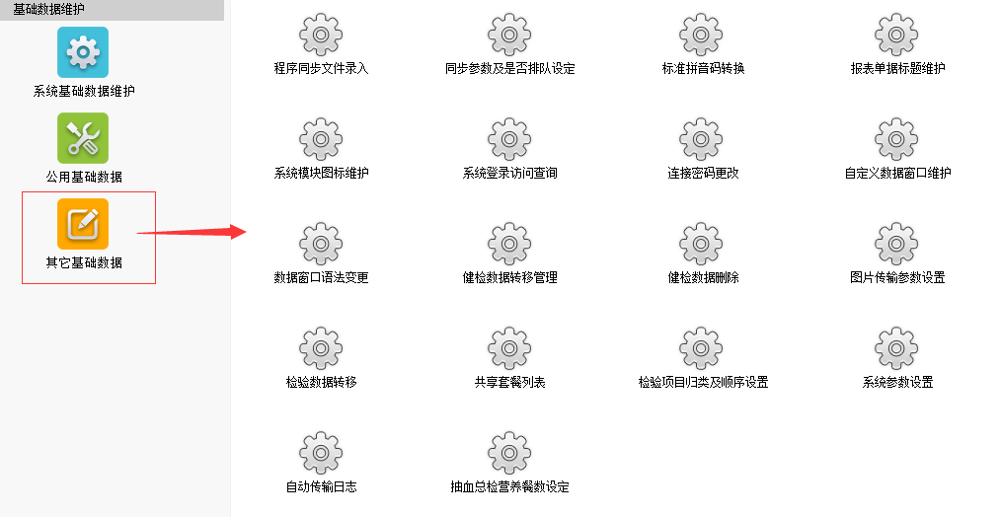 基础数据维护
系统基础数据维护
公用基础数据
其它基础数据
程序同步文件录入
同步参数及是否排队设定
标准拼音码转换
报表单据标题维护
系统模块图标维护
系统登录访问查询
连接密码更改
自定义数据窗口维护
数据窗口语法变更
健检数据转移管理
健检数据删除
图片传输参数设置
检验数据转移
共享套餐列表
检验项目归类及顺序设置
系统参数设置
自动传输日志
抽血总检营养餐数设定